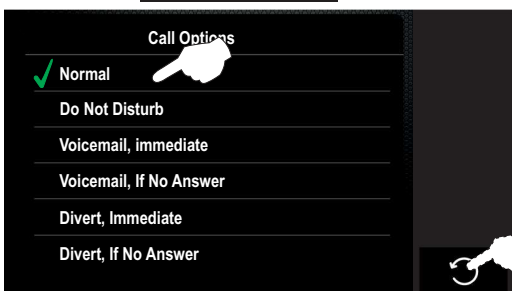 Call Options
Normal
Do Not Disturb
Voicemail, immediate
Voicemail, If No Answer
Divert, Immediate
Divert, If No Answer